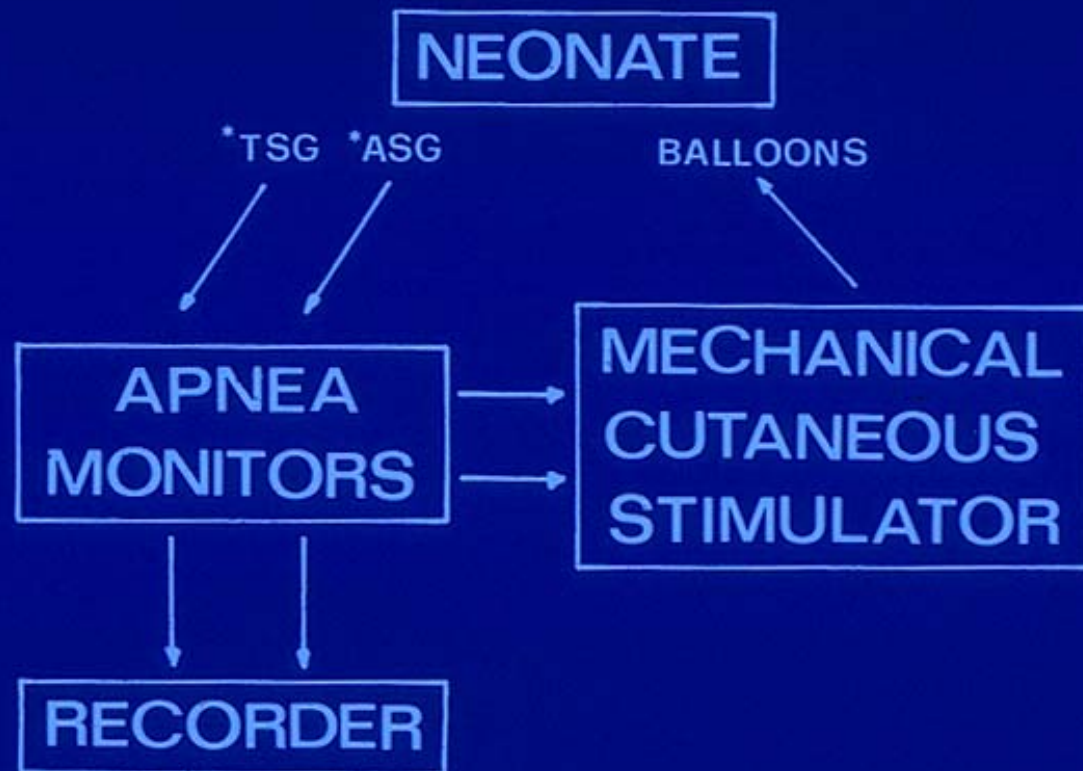 NEONATE
*TSG *ASG
BALLOONS
APNEA
MONITORS
MECHANICAL
CUTANEOUS
STIMULATOR
RECORDER